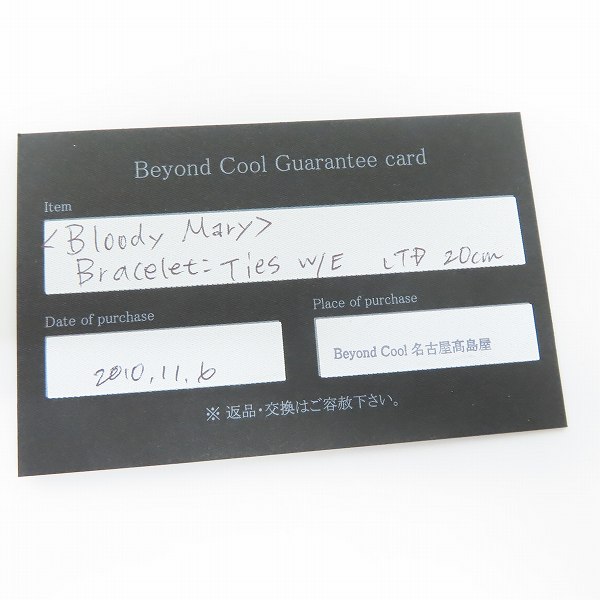 Beyond Cool Guarantee card
Item
<Bloody Mary>
Bracelet: Ties W/E LTD 20cm
Date of purchase
Place of purchase
2010.11.6
Beyond Cool 名古屋髙島屋
※ 返品・交換はご容赦下さい。